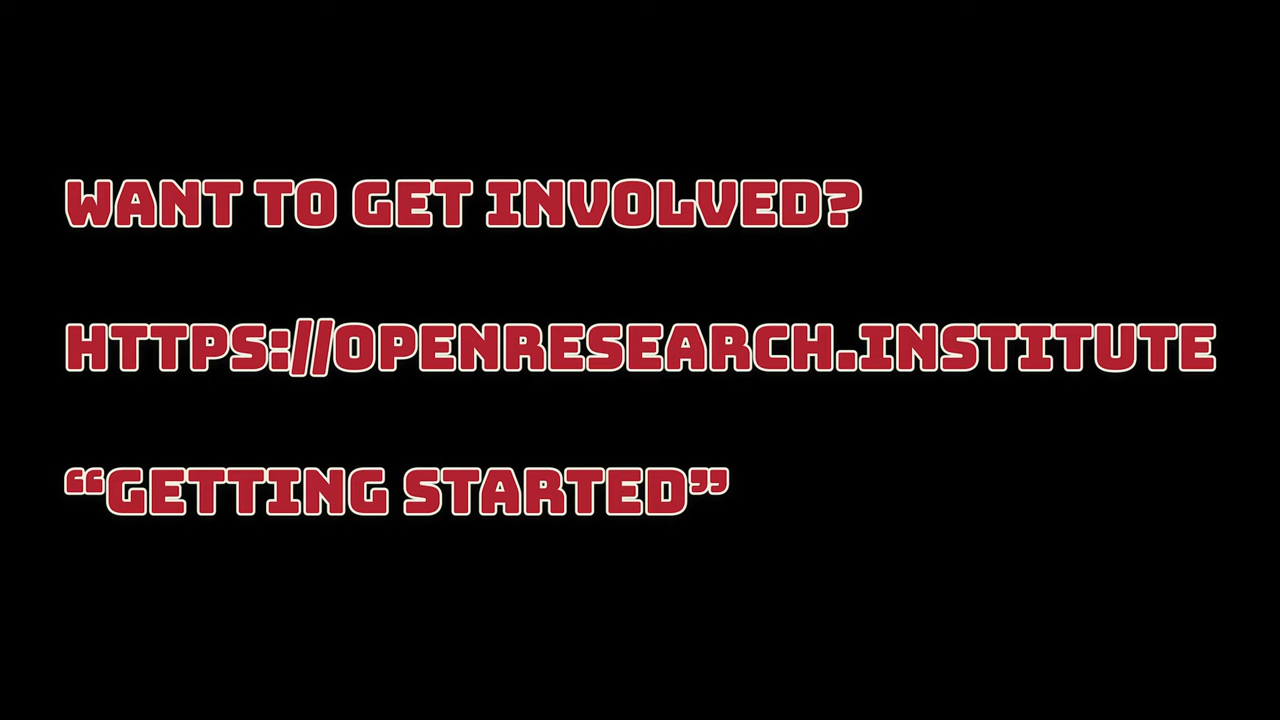 WANT TO GET INVOLVED?
HTTPS://OPENRESEARCH.INSTITUTE
“GETTING STARTED”